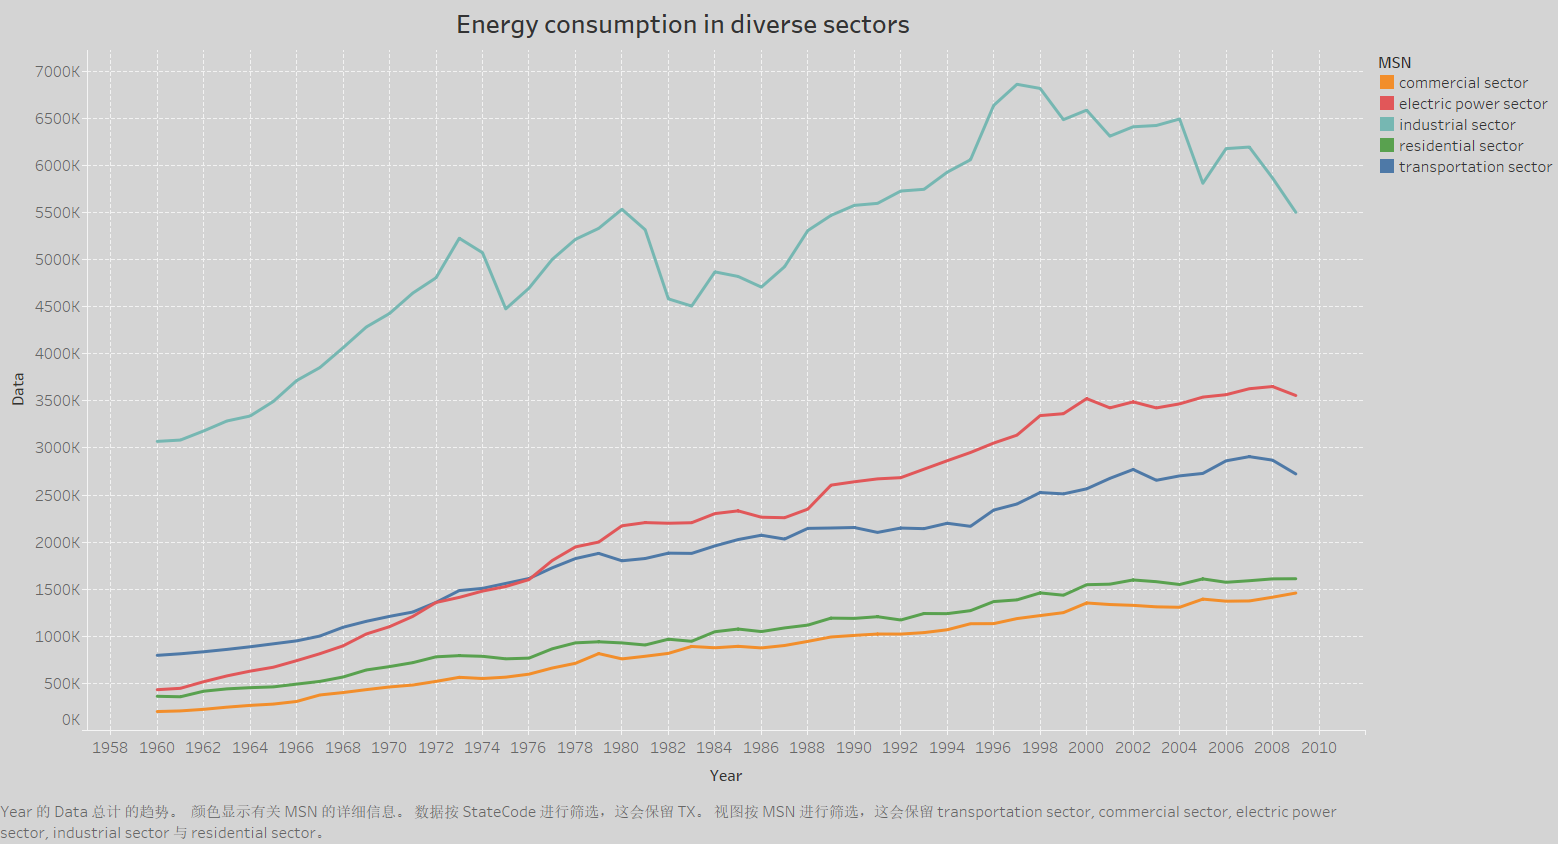 Energy consumption in diverse sectors
MSN
commercial sector
electric power sector
industrial sector
residential sector
transportation sector
7000K
6500K
6000K
5500K
5000K
4500K
4000K
3500K
3000K
2500K
2000K
1500K
1000K
500K
0K
Data
1958 1960 1962 1964 1966 1968 1970 1972 1974 1976 1978 1980 1982 1984 1986 1988 1990 1992 1994 1996 1998 2000 2002 2004 2006 2008 2010
Year
Year 的 Data 总计 的趋势。 颜色显示有关 MSN 的详细信息。 数据按 StateCode 进行筛选，这会保留 TX。 视图按 MSN 进行筛选，这会保留 transportation sector, commercial sector, electric power
sector, industrial sector 与 residential sector。